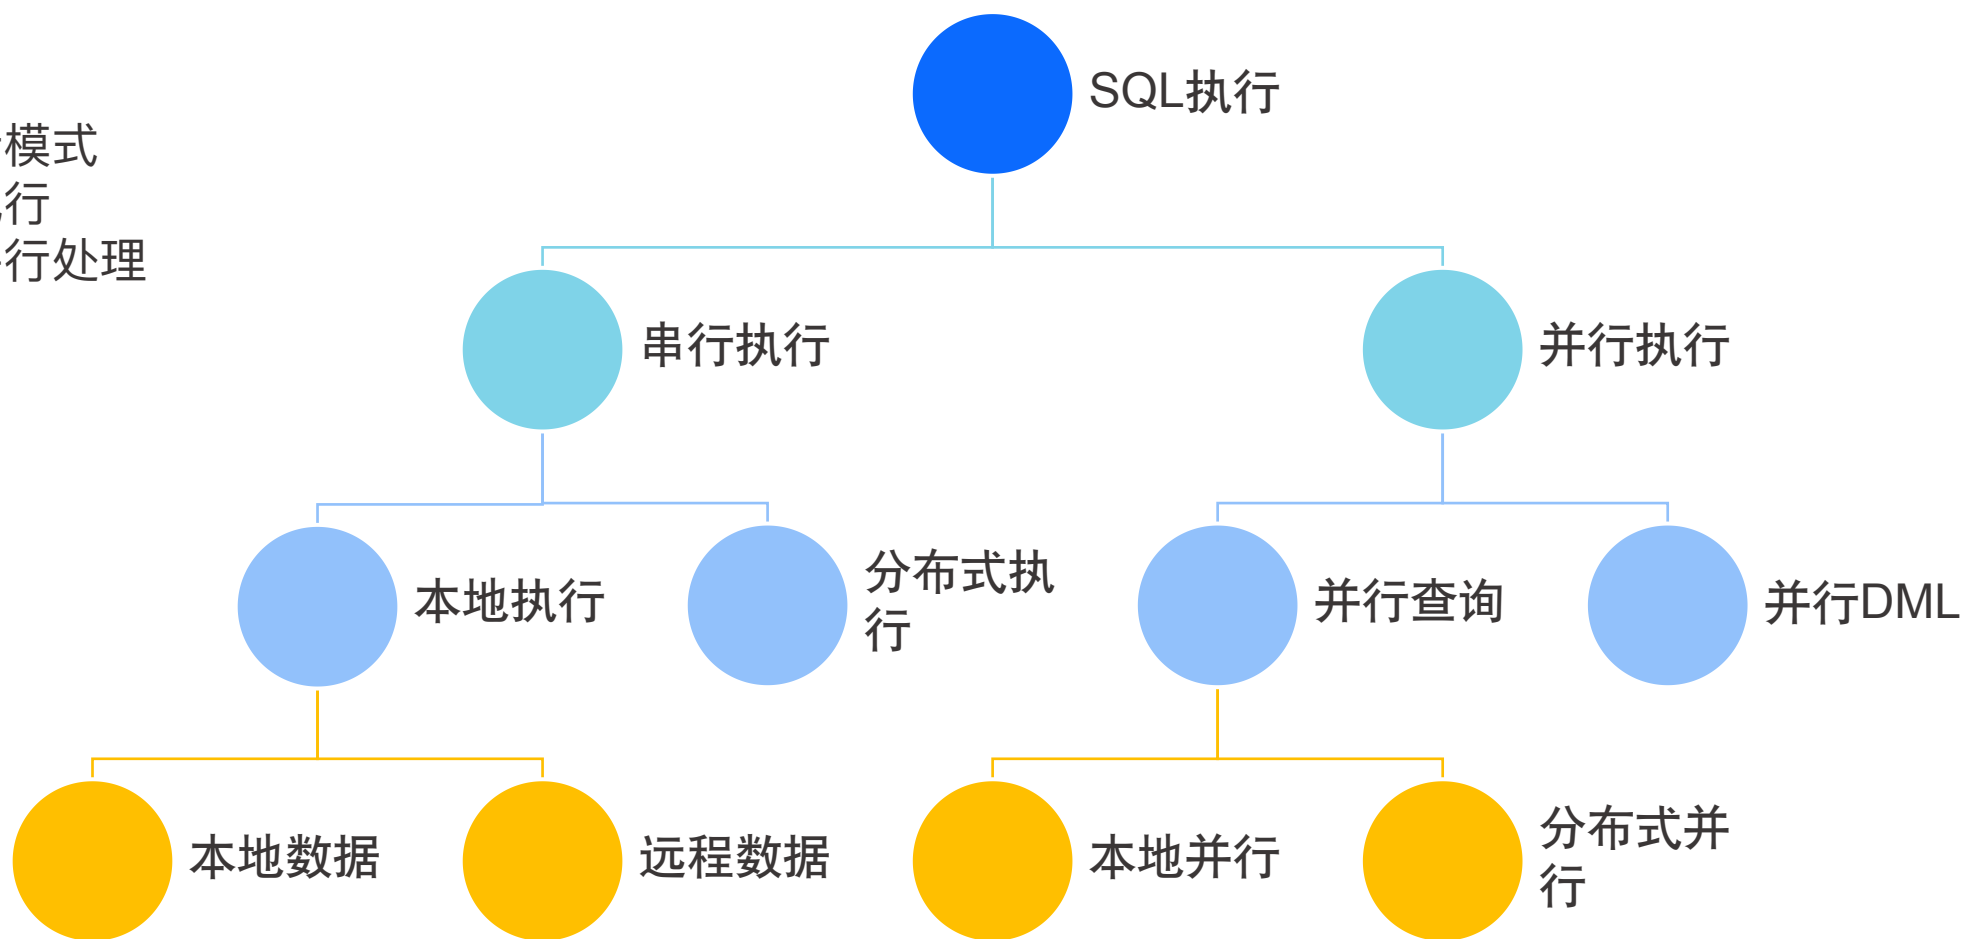 SQL执行
模式
行
行处理
串行执行
并行执行
本地执行
分布式执
行
并行查询
并行DML
本地数据
远程数据
本地并行
分布式并
行